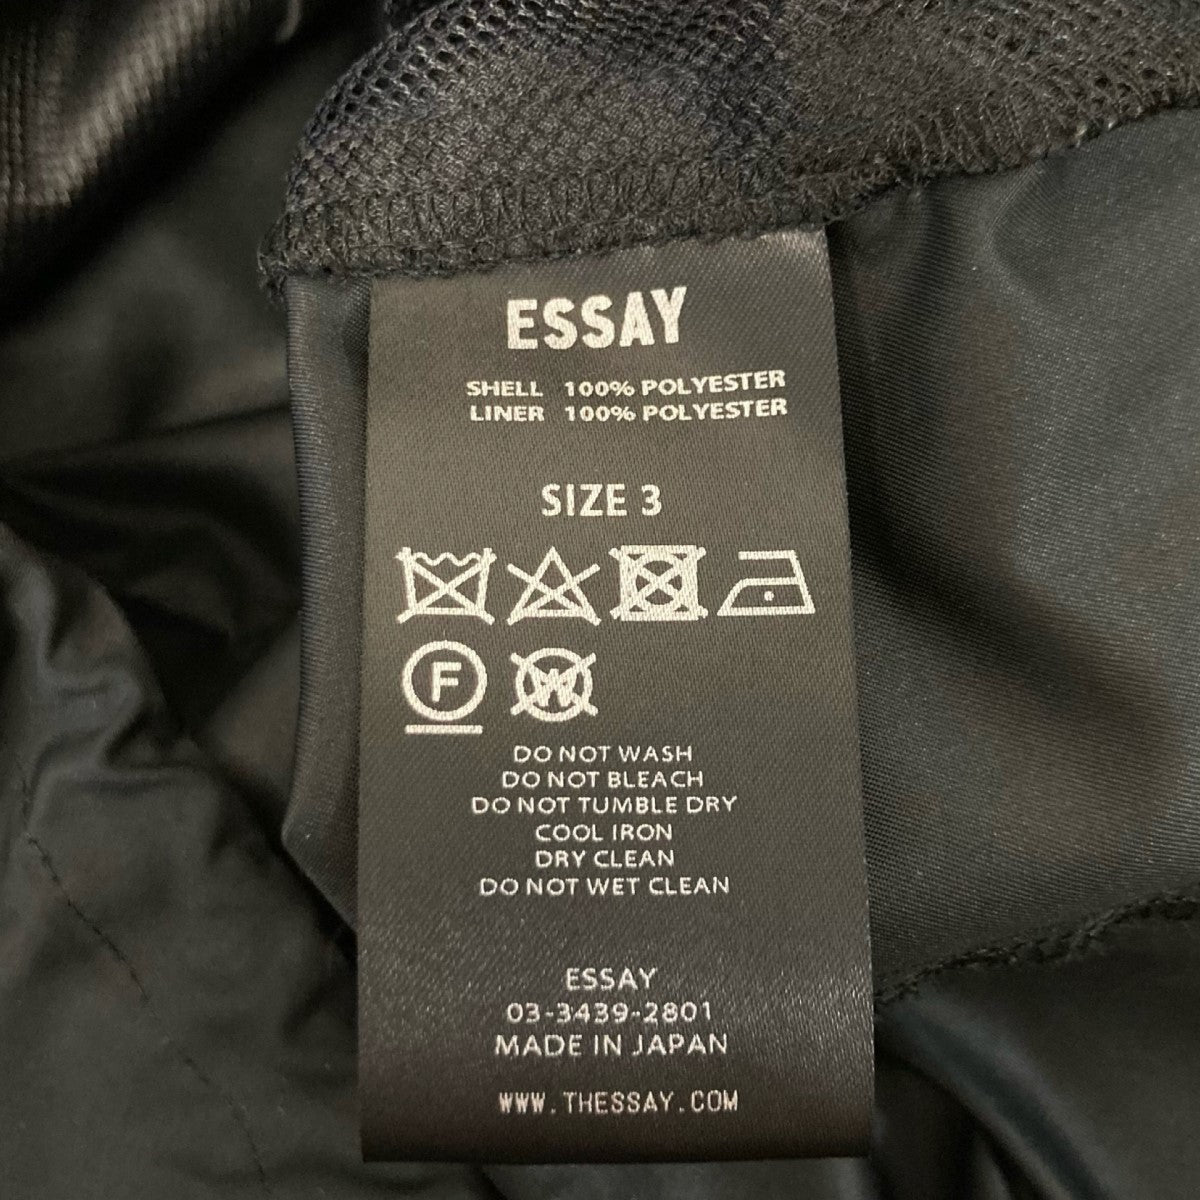 ESSAY
SHELL 100% POLYESTER
LINER 100% POLYESTER
SIZE 3
F W
DO NOT WASH
DO NOT BLEACH
DO NOT TUMBLE DRY
COOL IRON
DRY CLEAN
DO NOT WET CLEAN
ESSAY
03-3439-2801
MADE IN JAPAN
WWW.THESSAY.COM